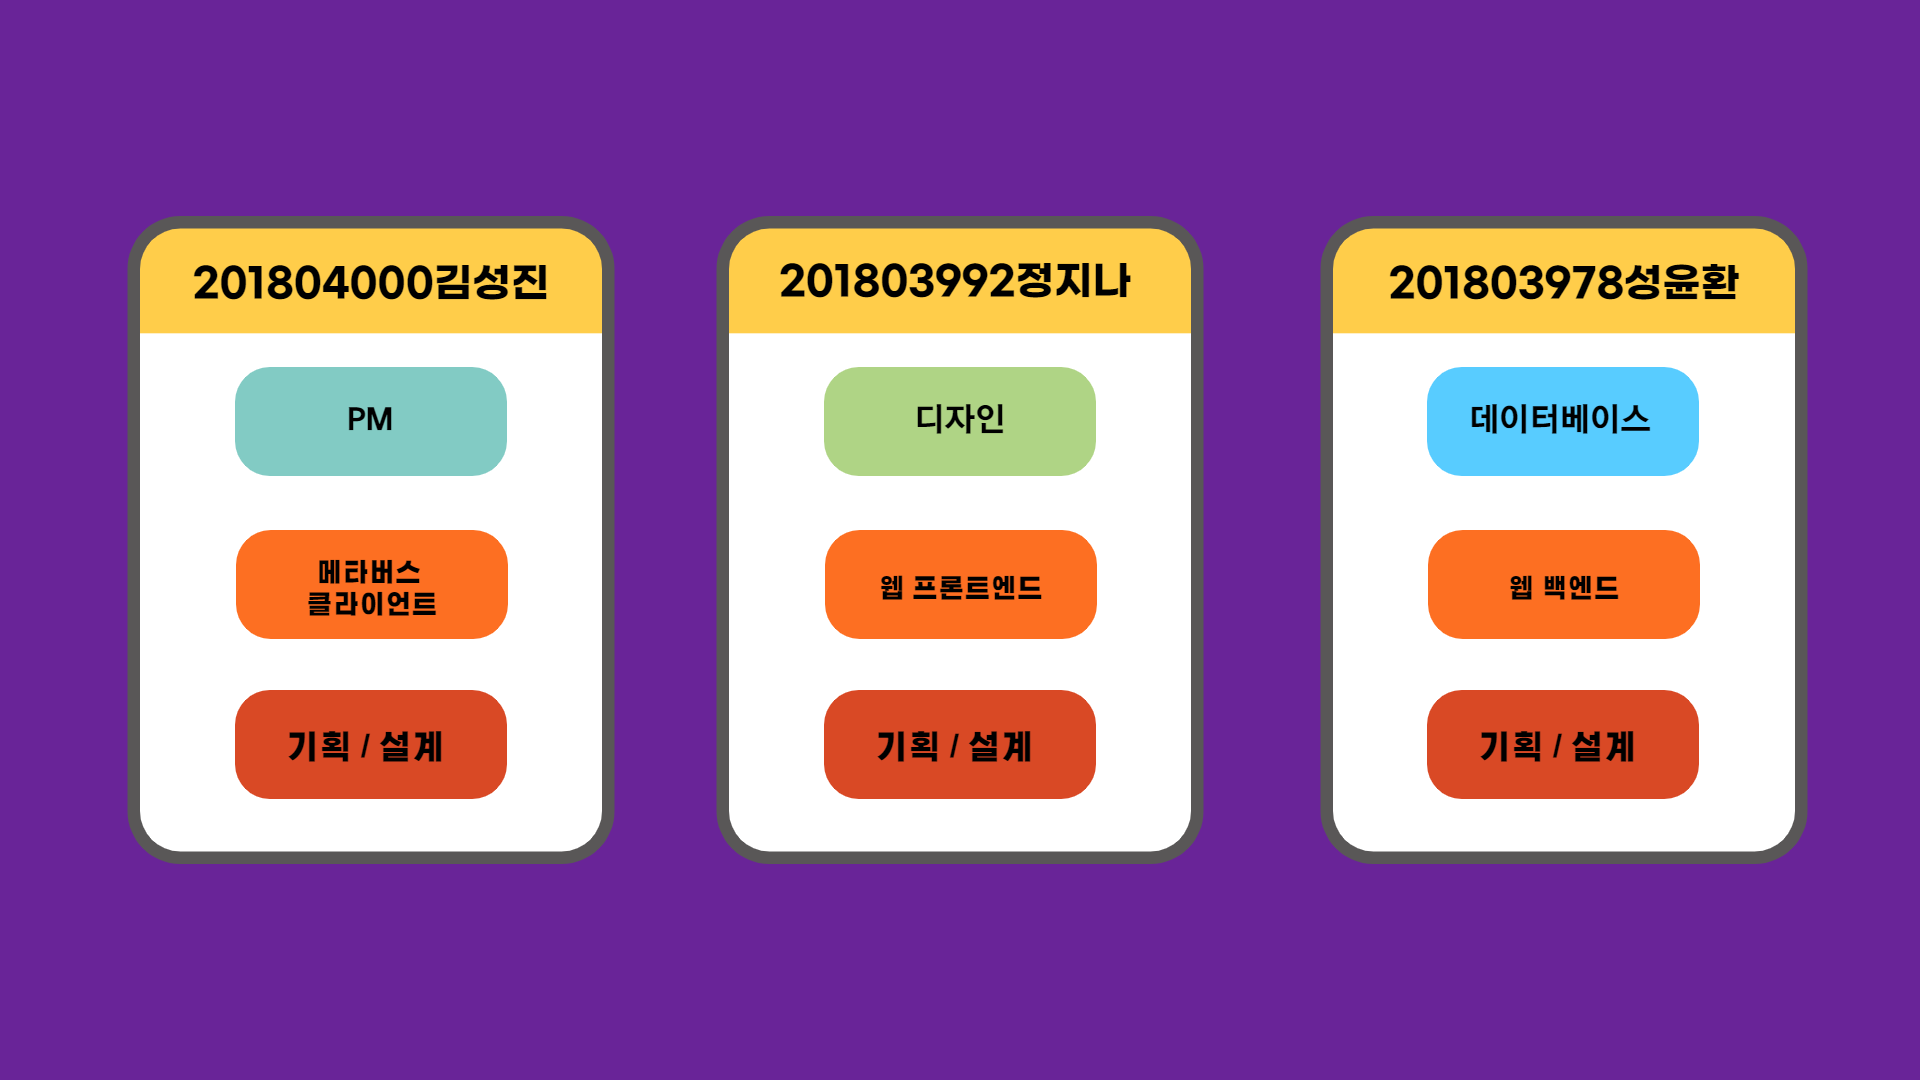 201804000김성진
PM
메타버스
클라이언트
기획 / 설계
201803992정지나
디자인
웹 프론트엔드
기획 / 설계
201803978성윤환
데이터베이스
웹 백엔드
기획 / 설계